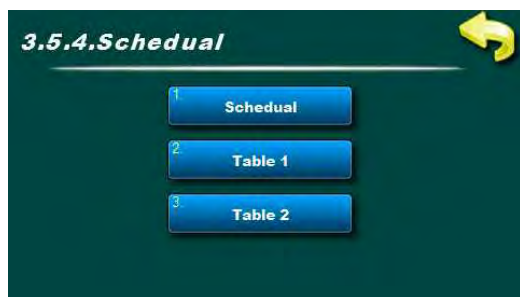 3.5.4.Schedual
1. Schedual
2. Table 1
3. Table 2